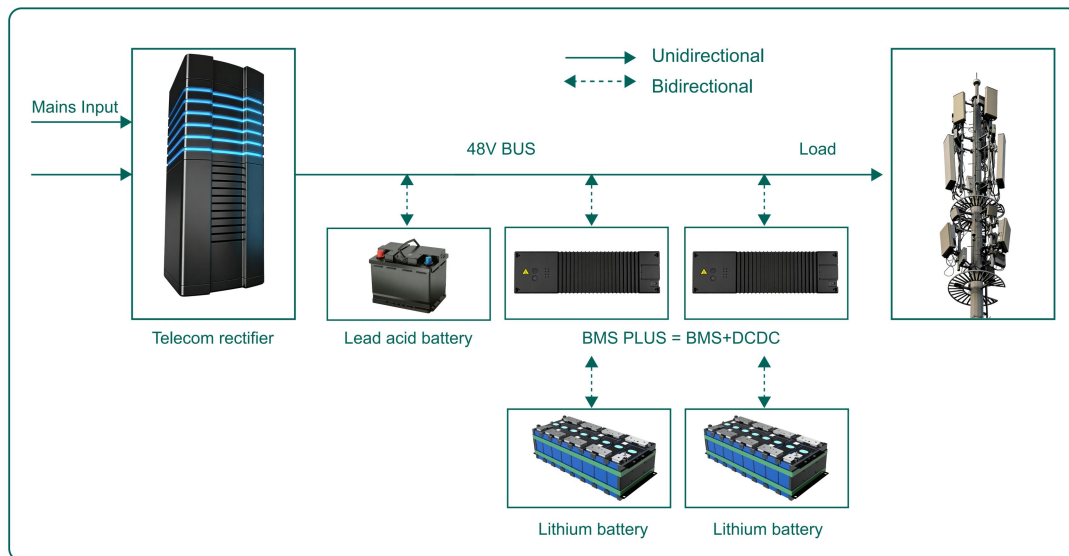 Unidirectional
Bidirectional
Mains Input
48V BUS
Load
Telecom rectifier
Lead acid battery
BMS PLUS = BMS+DCDC
Lithium battery
Lithium battery